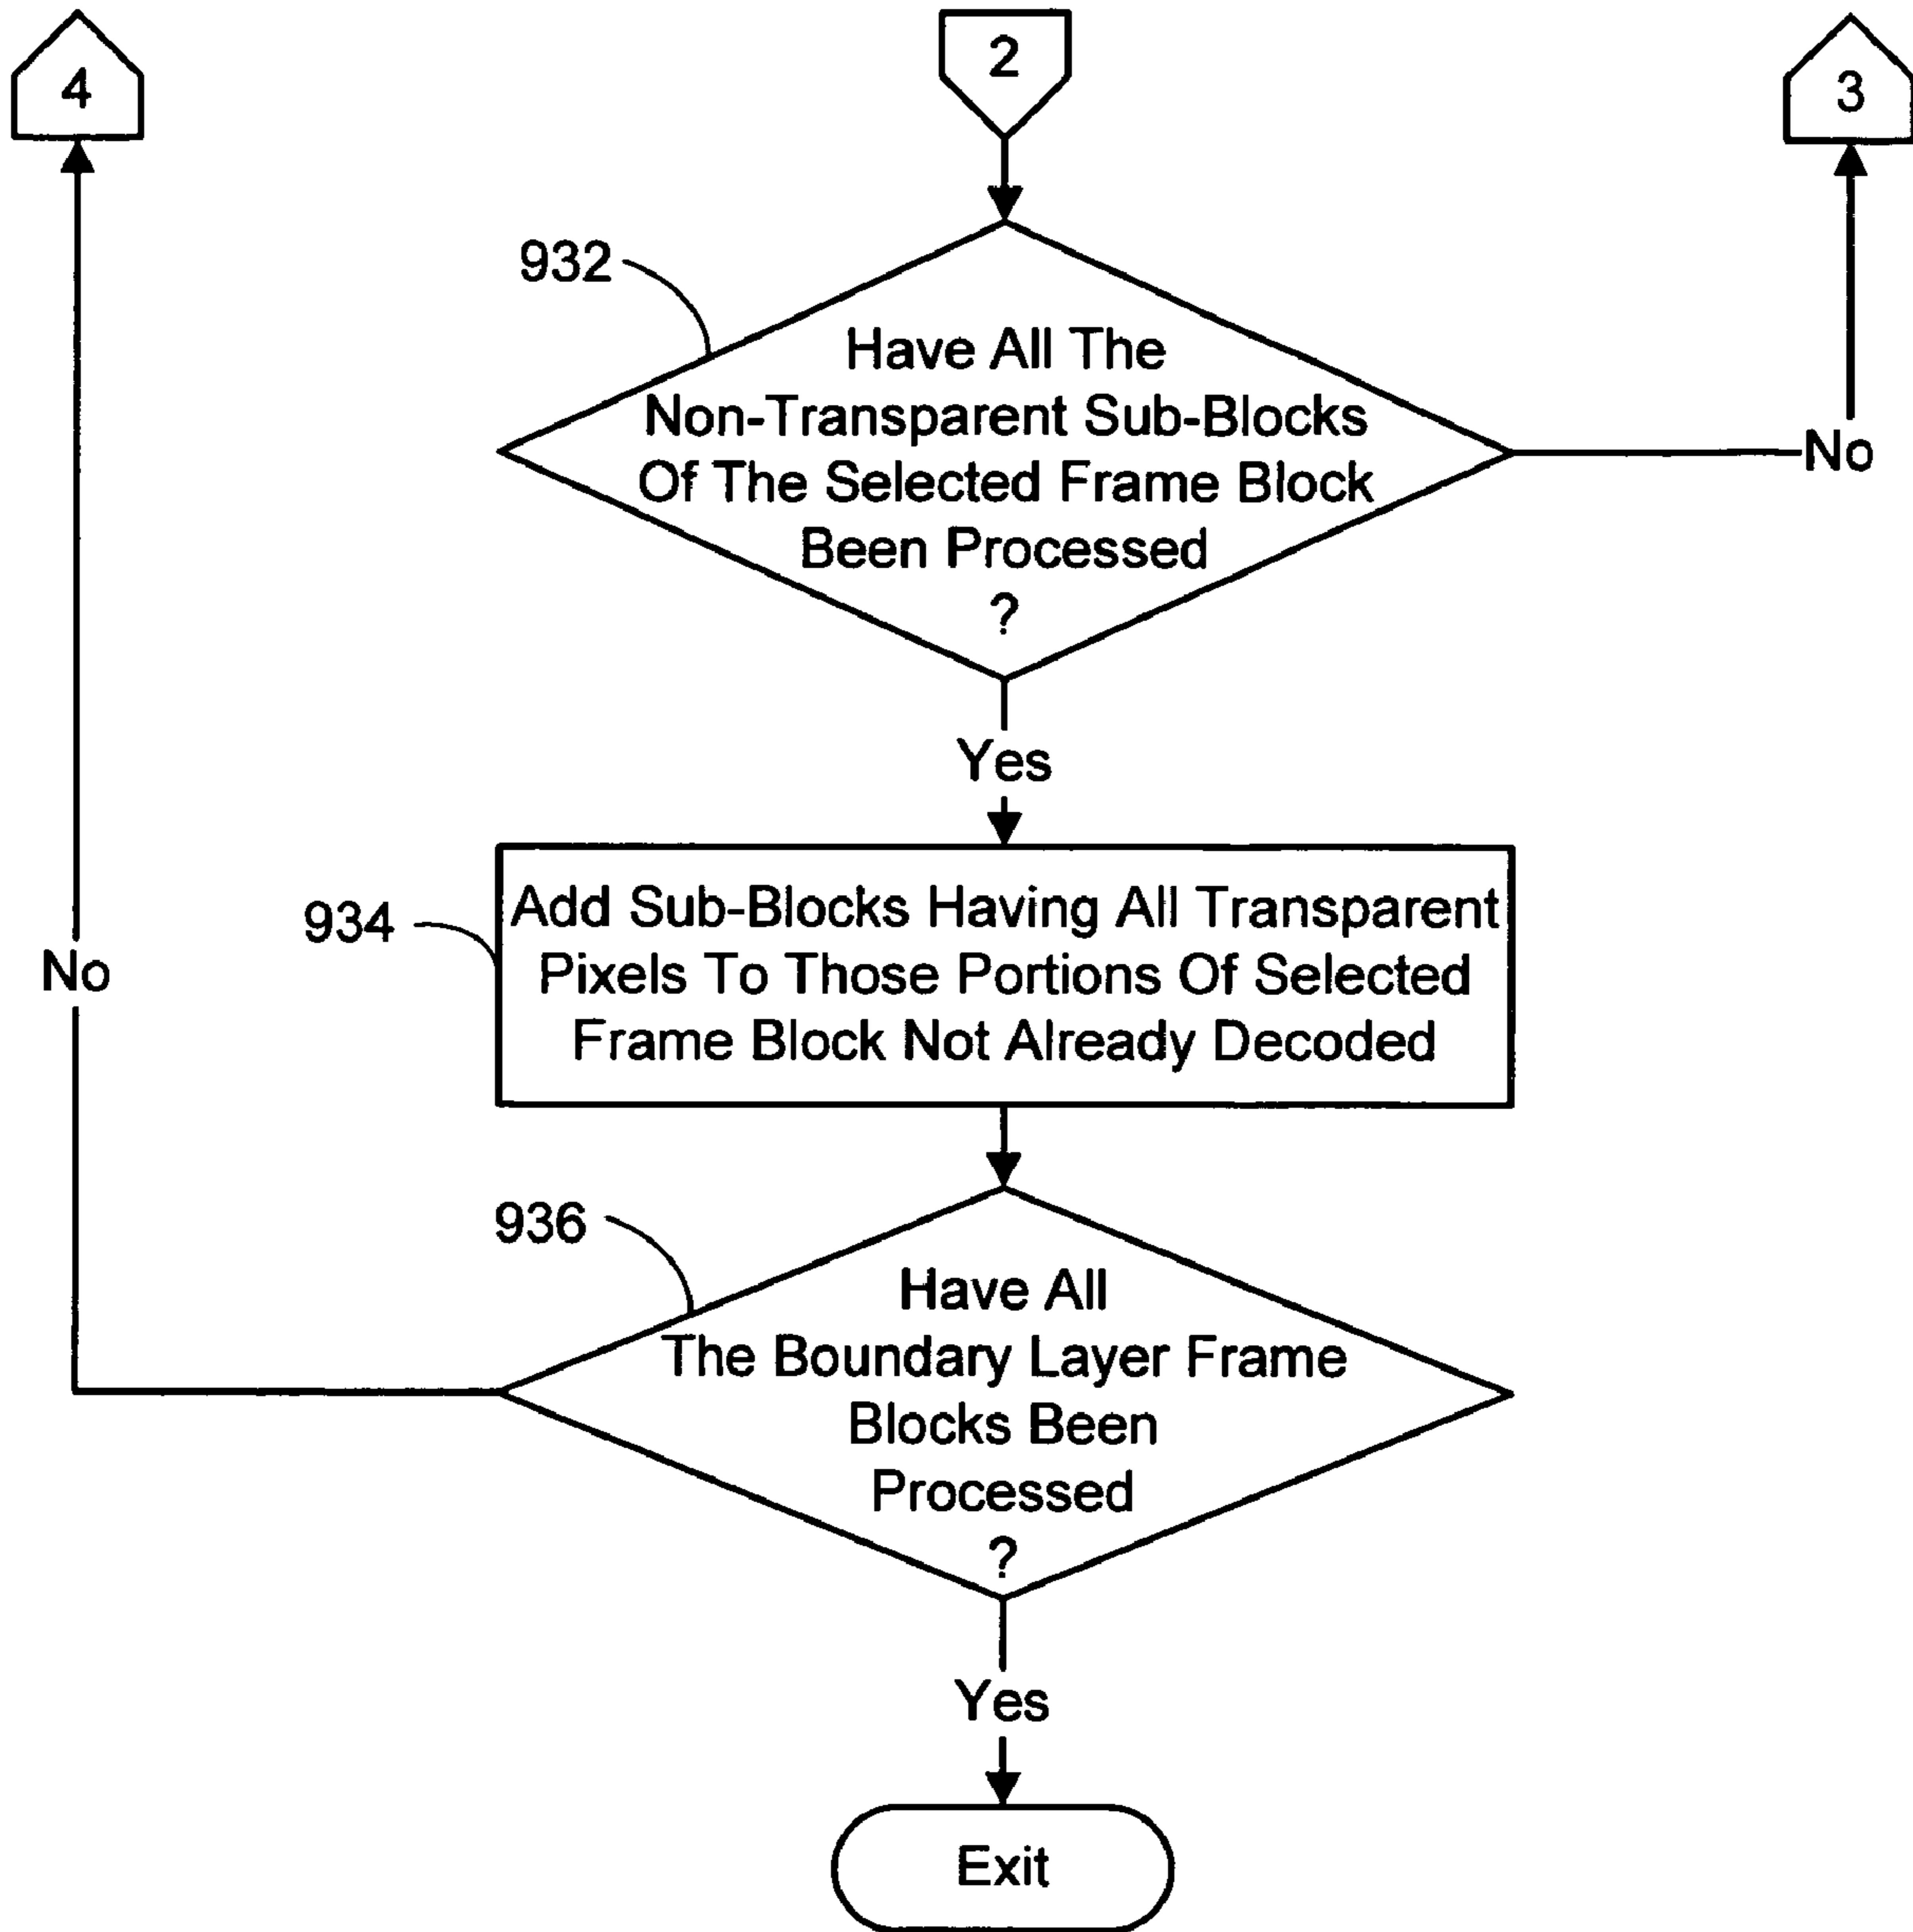 4
2
3
932
Have All The
Non-Transparent Sub-Blocks
Of The Selected Frame Block
Been Processed
?
No
Yes
934
Add Sub-Blocks Having All Transparent
Pixels To Those Portions Of Selected
Frame Block Not Already Decoded
No
936
Have All
The Boundary Layer Frame
Blocks Been
Processed
?
Yes
Exit